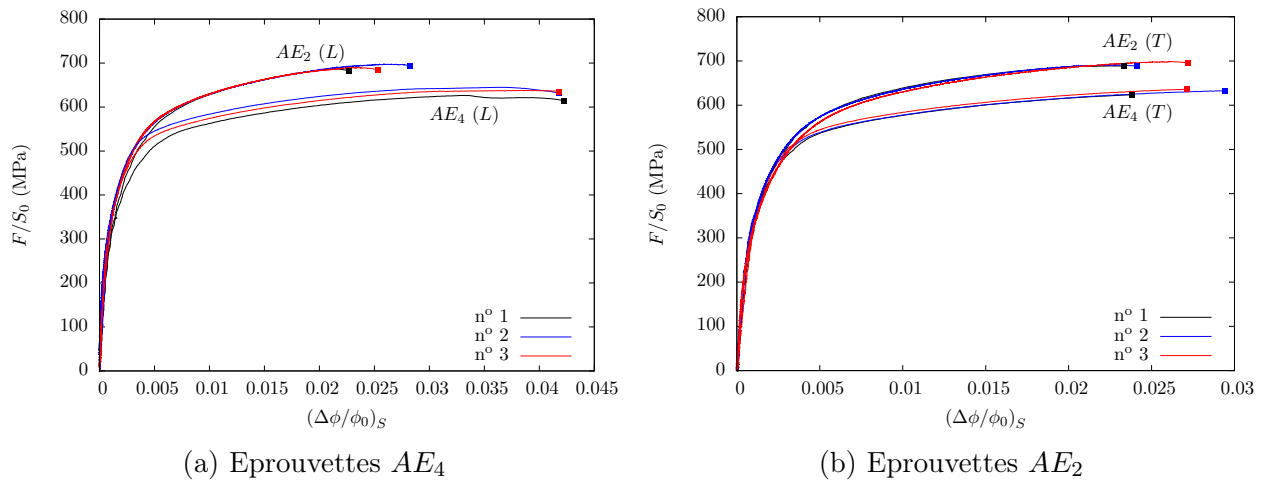 800
700
600
500
400
300
200
100
0
F/S₀ (MPa)
AE₂ (L)
AE₄ (L)
nº 1
nº 2
nº 3
0 0.005 0.01 0.015 0.02 0.025 0.03 0.035 0.04 0.045
(Δϕ/ϕ₀)_S
(a) Eprouvettes AE₄
800
700
600
500
400
300
200
100
0
F/S₀ (MPa)
AE₂ (T)
AE₄ (T)
nº 1
nº 2
nº 3
0 0.005 0.01 0.015 0.02 0.025 0.03
(Δϕ/ϕ₀)_S
(b) Eprouvettes AE₂